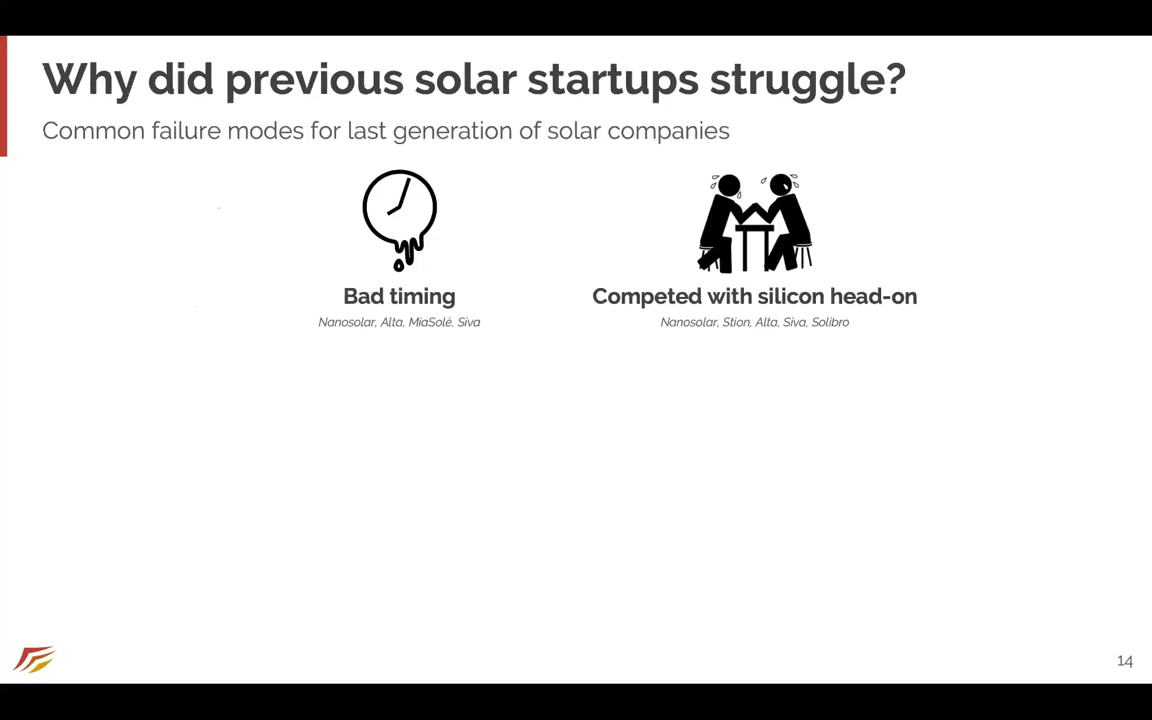 Why did previous solar startups struggle?
Common failure modes for last generation of solar companies
Bad timing
Nanosolar, Alta, MiaSolé, Siva
Competed with silicon head-on
Nanosolar, Stion, Alta, Siva, Solibro
14